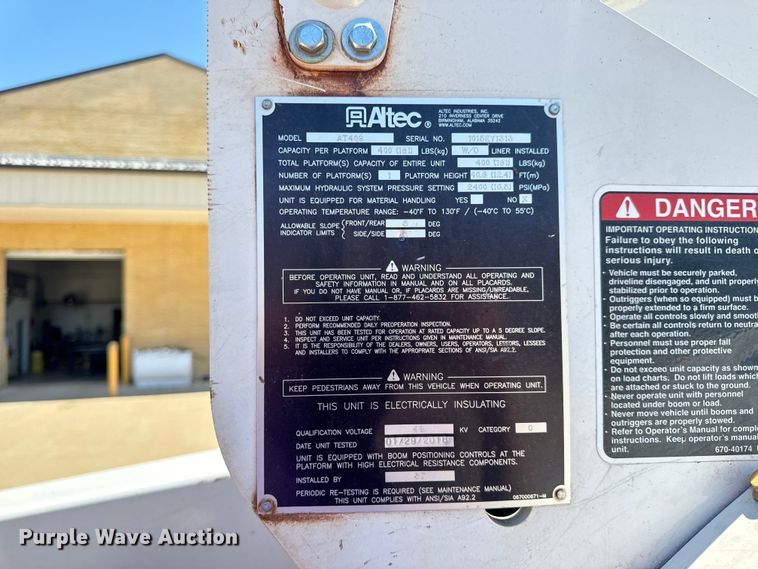 Altec
ALTEC INDUSTRIES, INC.
210 INVERNESS CENTER DRIVE
BIRMINGHAM, ALABAMA 35242
WWW.ALTEC.COM
MODEL SERIAL NO.
CAPACITY PER PLATFORM 400 (181) LBS(kg) W/O LINER INSTALLED
TOTAL PLATFORM(S) CAPACITY OF ENTIRE UNIT 400 (181) LBS(kg)
NUMBER OF PLATFORM(S) 1 PLATFORM HEIGHT FT(m)
MAXIMUM HYDRAULIC SYSTEM PRESSURE SETTING PSI(MPa)
UNIT IS EQUIPPED FOR MATERIAL HANDLING YES NO X
OPERATING TEMPERATURE RANGE: -40°F TO 130°F / (-40°C TO 55°C)
ALLOWABLE SLOPE FRONT/REAR 5 DEG
INDICATOR LIMITS SIDE/SIDE DEG
WARNING
BEFORE OPERATING UNIT, READ AND UNDERSTAND ALL OPERATING AND
SAFETY INFORMATION IN MANUAL AND ON ALL PLACARDS.
IF YOU DO NOT HAVE MANUAL, OR IF PLACARDS ARE MISSING/UNREADABLE,
PLEASE CALL 1-877-462-5832 FOR ASSISTANCE.
1. DO NOT EXCEED UNIT CAPACITY.
2. PERFORM RECOMMENDED DAILY PREOPERATION INSPECTION.
3. THIS UNIT HAS BEEN TESTED FOR OPERATION AT RATED CAPACITY UP TO A 5 DEGREE SLOPE.
4. INSPECT AND SERVICE UNIT PER INSTRUCTIONS GIVEN IN MAINTENANCE MANUAL.
5. IT IS THE RESPONSIBILITY OF THE DEALERS, OWNERS, USERS, OPERATORS, LESSORS, LESSEES
AND INSTALLERS TO COMPLY WITH THE APPROPRIATE SECTIONS OF ANSI/SIA A92.2.
WARNING
KEEP PEDESTRIANS AWAY FROM THIS VEHICLE WHEN OPERATING UNIT.
THIS UNIT IS ELECTRICALLY INSULATING
QUALIFICATION VOLTAGE 46 KV CATEGORY C
DATE UNIT TESTED 01/29/2016
UNIT IS EQUIPPED WITH BOOM POSITIONING CONTROLS AT THE
PLATFORM WITH HIGH ELECTRICAL RESISTANCE COMPONENTS.
INSTALLED BY
PERIODIC RE-TESTING IS REQUIRED (SEE MAINTENANCE MANUAL)
THIS UNIT COMPLIES WITH ANSI/SIA A92.2 067000671-M
DANGER
IMPORTANT OPERATING INSTRUCTION
Failure to obey the following
instructions will result in death o
serious injury.
• Vehicle must be securely parked,
driveline disengaged, and unit properly
stabilized prior to operation.
• Outriggers (when so equipped) must b
properly extended to a firm surface.
• Operate all controls slowly and smooth
• Be certain all controls return to neutra
after each operation.
• Personnel must use proper fall
protection and other protective
equipment.
• Do not exceed unit capacity as shown
on load charts. Do not lift loads which
are attached or stuck to the ground.
• Never operate unit with personnel
located under boom or load.
• Never move vehicle until booms and
outriggers are properly stowed.
• Refer to Operator's Manual for comple
instructions. Keep operator's manual
unit. 670-40174
Purple Wave Auction